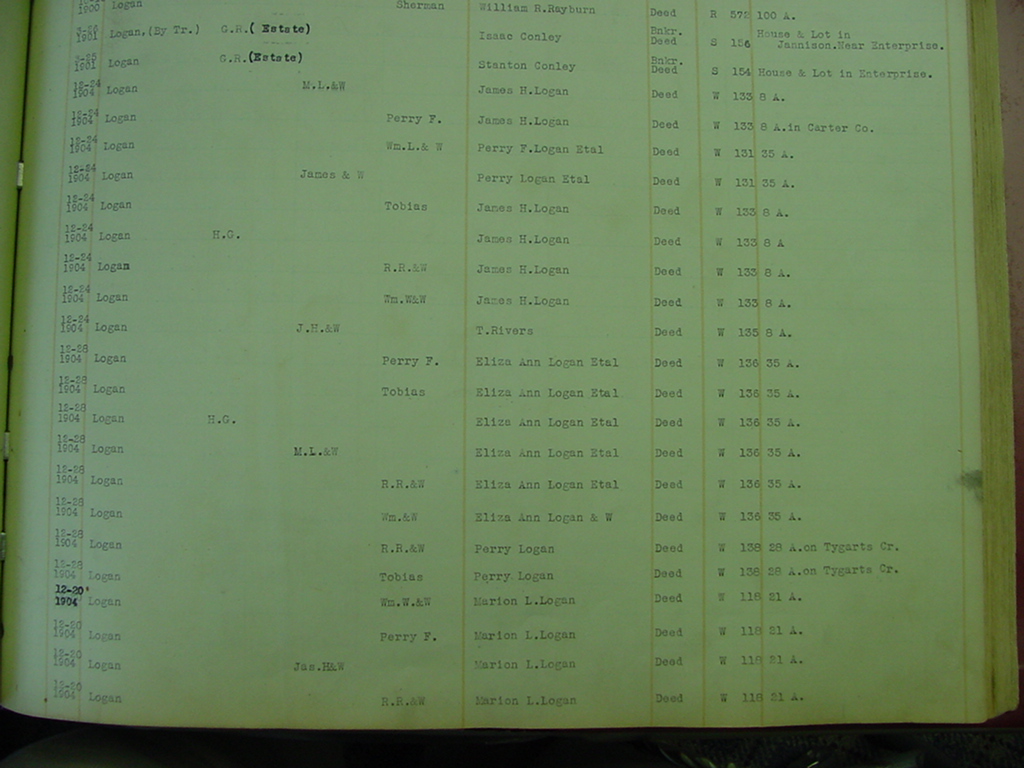 1900 Logan Sherman William R.Rayburn Deed R 572 100 A.
1901 Logan,(By Tr.) G.R.(Estate) Isaac Conley Bnkr. Deed S 156 House & Lot in Jannison.Near Enterprise.
1901 Logan G.R.(Estate) Stanton Conley Bnkr. Deed S 154 House & Lot in Enterprise.
12-24 1904 Logan M.L.&W James H.Logan Deed W 133 8 A.
12-24 1904 Logan Perry F. James H.Logan Deed W 133 8 A.in Carter Co.
12-24 1904 Logan Wm.L.& W Perry F.Logan Etal Deed W 131 35 A.
12-24 1904 Logan James & W Perry Logan Etal Deed W 131 35 A.
12-24 1904 Logan Tobias James H.Logan Deed W 133 8 A.
12-24 1904 Logan H.G. James H.Logan Deed W 133 8 A
12-24 1904 Logan R.R.&W James H.Logan Deed W 133 8 A.
12-24 1904 Logan Wm.W&W James H.Logan Deed W 133 8 A.
12-24 1904 Logan J.H.&W T.Rivers Deed W 135 8 A.
12-28 1904 Logan Perry F. Eliza Ann Logan Etal Deed W 136 35 A.
12-28 1904 Logan Tobias Eliza Ann Logan Etal Deed W 136 35 A.
12-28 1904 Logan H.G. Eliza Ann Logan Etal Deed W 136 35 A.
12-28 1904 Logan M.L.&W Eliza Ann Logan Etal Deed W 136 35 A.
12-28 1904 Logan R.R.&W Eliza Ann Logan Etal Deed W 136 35 A.
12-28 1904 Logan Wm.&W Eliza Ann Logan & W Deed W 136 35 A.
12-28 1904 Logan R.R.&W Perry Logan Deed W 138 28 A.on Tygarts Cr.
12-28 1904 Logan Tobias Perry Logan Deed W 138 28 A.on Tygarts Cr.
12-20 1904 Logan Wm.W.&W Marion L.Logan Deed W 118 21 A.
12-20 1904 Logan Perry F. Marion L.Logan Deed W 118 21 A.
12-20 1904 Logan Jas.H&W Marion L.Logan Deed W 118 21 A.
12-20 1904 Logan R.R.&W Marion L.Logan Deed W 118 21 A.